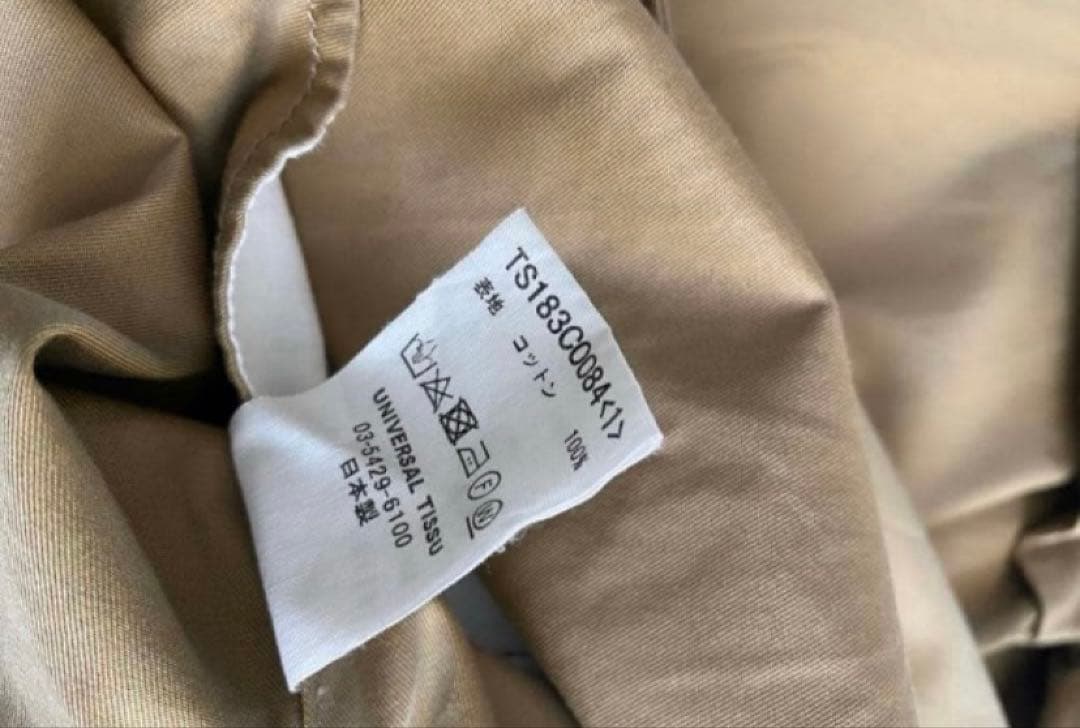 TS183C0084<1>
表地 コットン 100%
UNIVERSAL TISSU
03-5429-6100
日本製